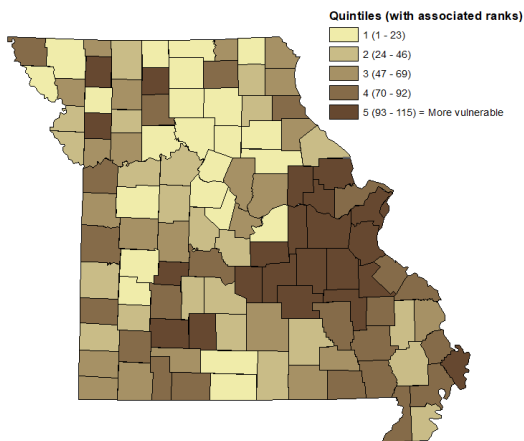 Quintiles (with associated ranks)
1 (1 - 23)
2 (24 - 46)
3 (47 - 69)
4 (70 - 92)
5 (93 - 115) = More vulnerable